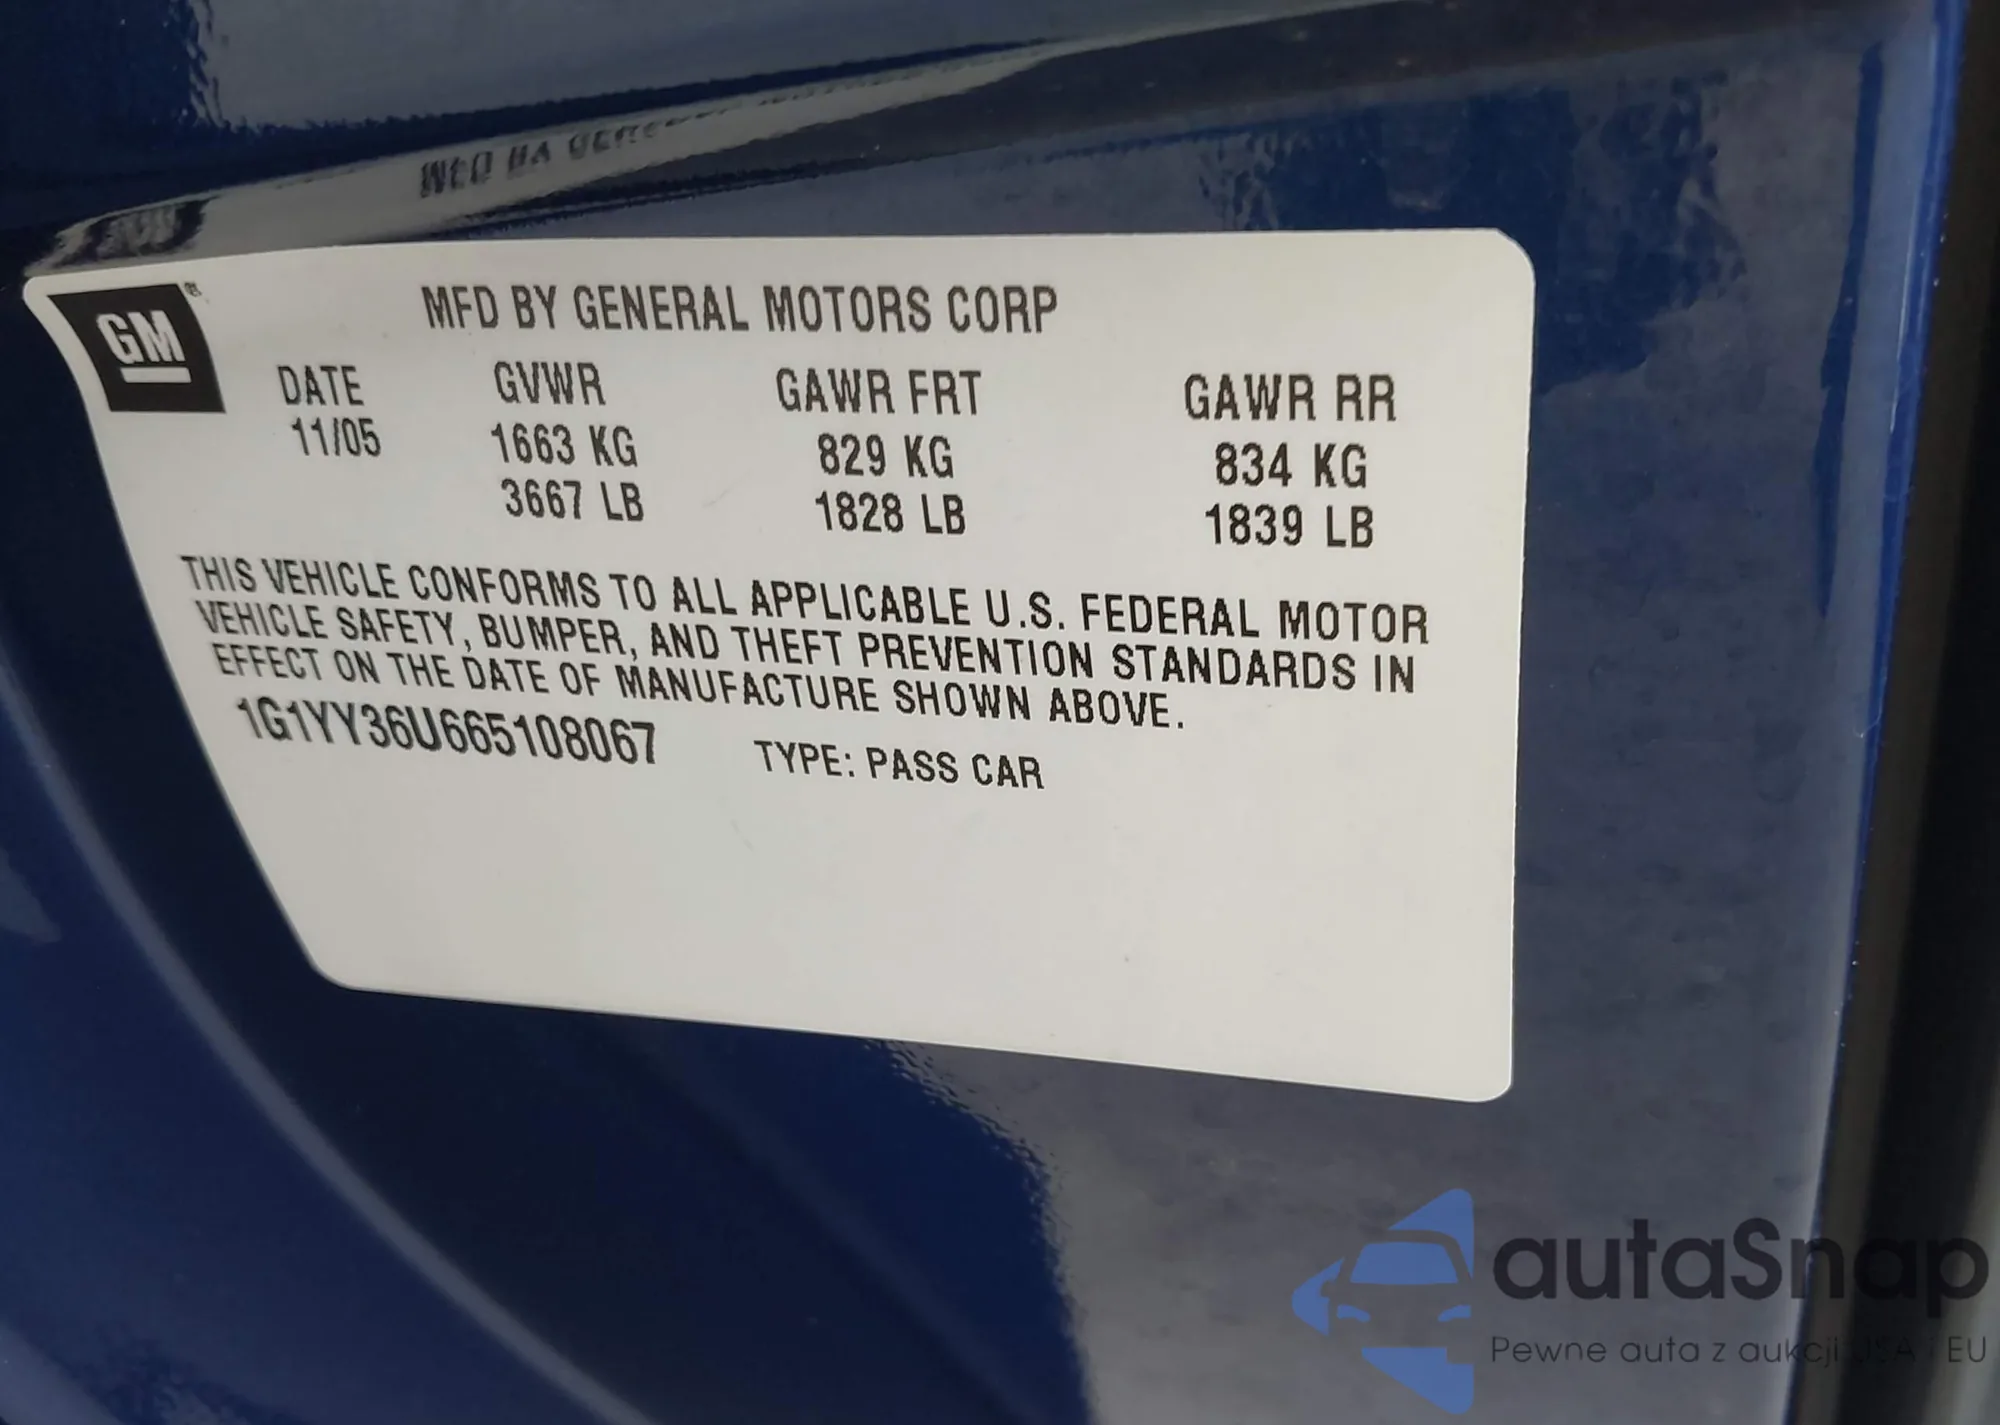 GM®
MFD BY GENERAL MOTORS CORP
DATE GVWR GAWR FRT GAWR RR
11/05 1663 KG 829 KG 834 KG
3667 LB 1828 LB 1839 LB
THIS VEHICLE CONFORMS TO ALL APPLICABLE U.S. FEDERAL MOTOR
VEHICLE SAFETY, BUMPER, AND THEFT PREVENTION STANDARDS IN
EFFECT ON THE DATE OF MANUFACTURE SHOWN ABOVE.
1G1YY36U665108067 TYPE: PASS CAR
autaSnap
Pewne auta z aukcji USA i EU